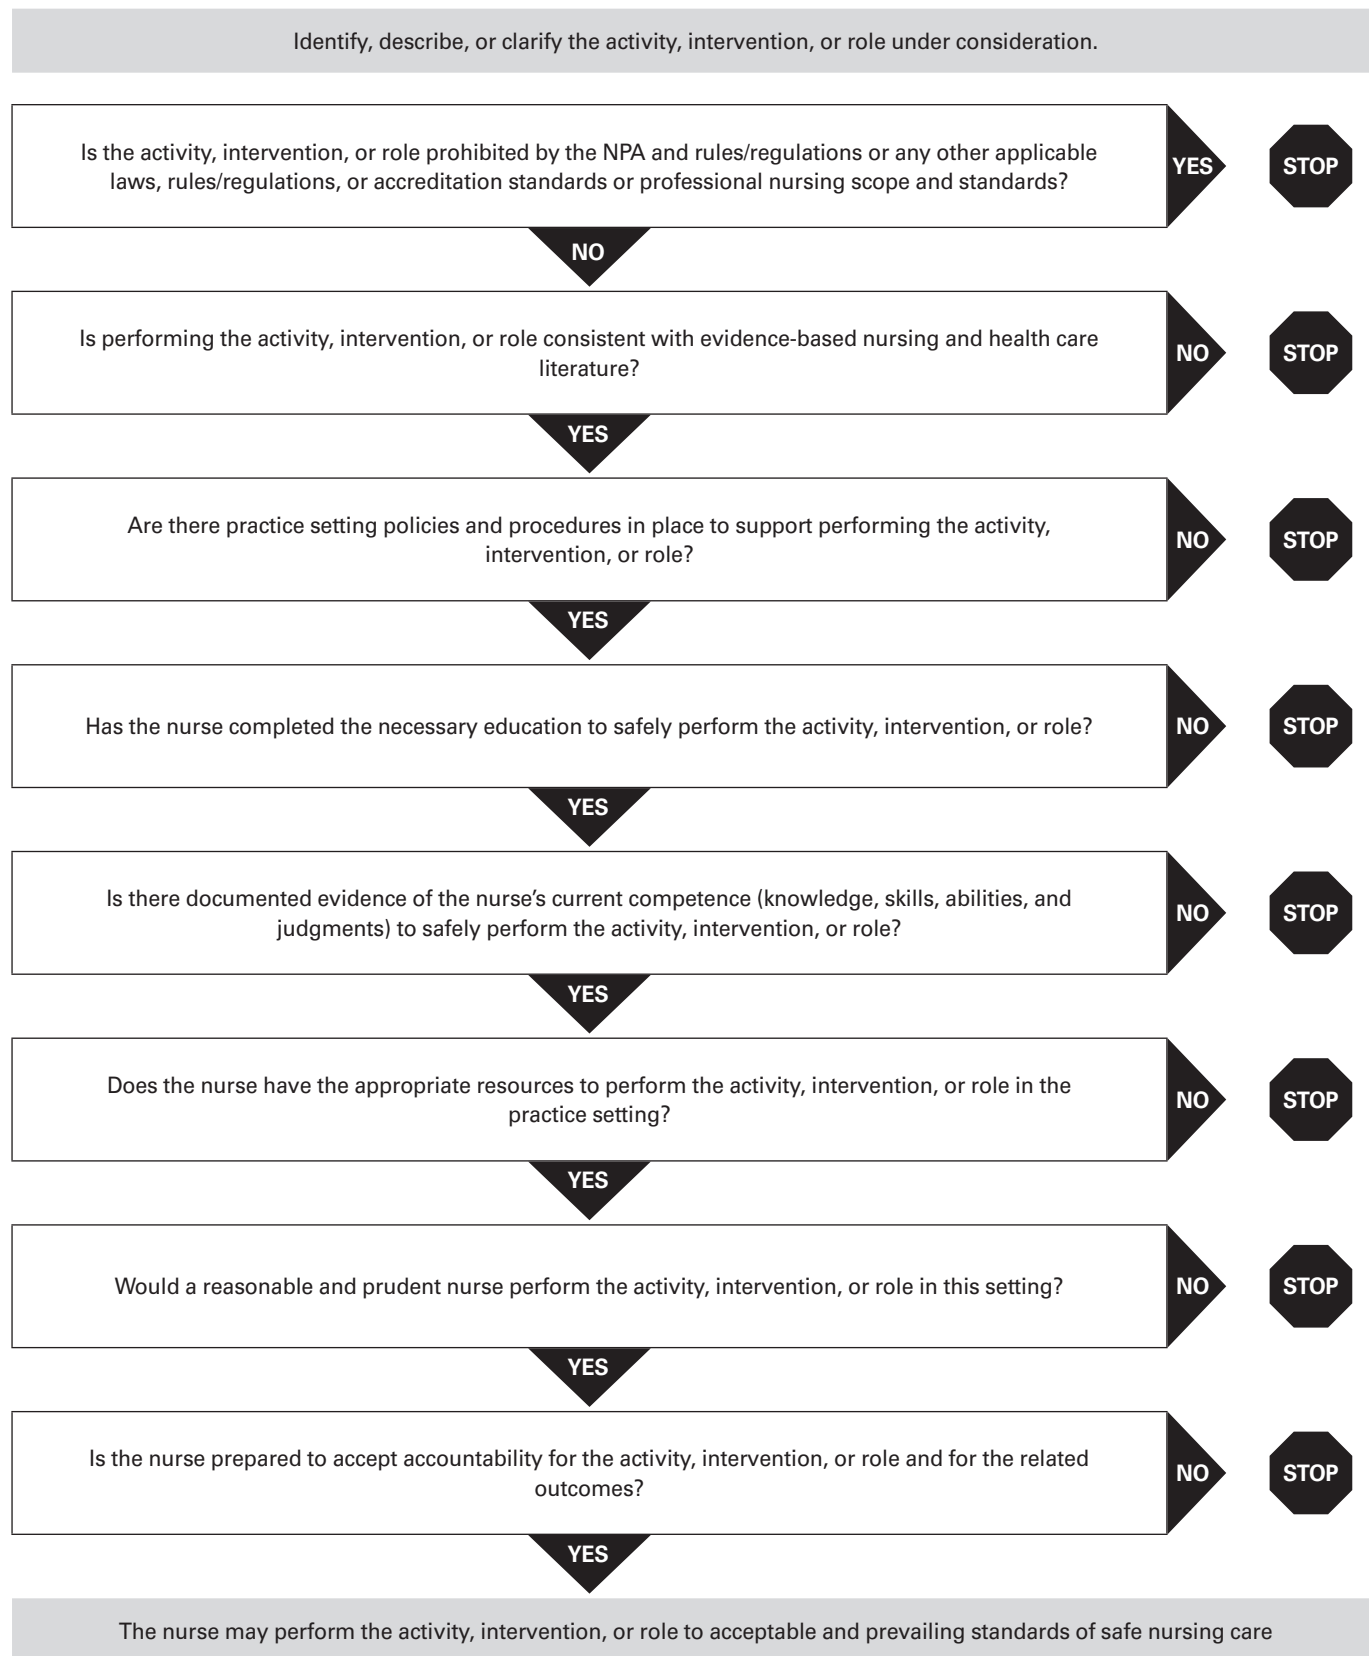 Identify, describe, or clarify the activity, intervention, or role under consideration.
Is the activity, intervention, or role prohibited by the NPA and rules/regulations or any other applicable
laws, rules/regulations, or accreditation standards or professional nursing scope and standards?
YES
STOP
NO
Is performing the activity, intervention, or role consistent with evidence-based nursing and health care
literature?
NO
STOP
YES
Are there practice setting policies and procedures in place to support performing the activity,
intervention, or role?
NO
STOP
YES
Has the nurse completed the necessary education to safely perform the activity, intervention, or role?
NO
STOP
YES
Is there documented evidence of the nurse’s current competence (knowledge, skills, abilities, and
judgments) to safely perform the activity, intervention, or role?
NO
STOP
YES
Does the nurse have the appropriate resources to perform the activity, intervention, or role in the
practice setting?
NO
STOP
YES
Would a reasonable and prudent nurse perform the activity, intervention, or role in this setting?
NO
STOP
YES
Is the nurse prepared to accept accountability for the activity, intervention, or role and for the related
outcomes?
NO
STOP
YES
The nurse may perform the activity, intervention, or role to acceptable and prevailing standards of safe nursing care